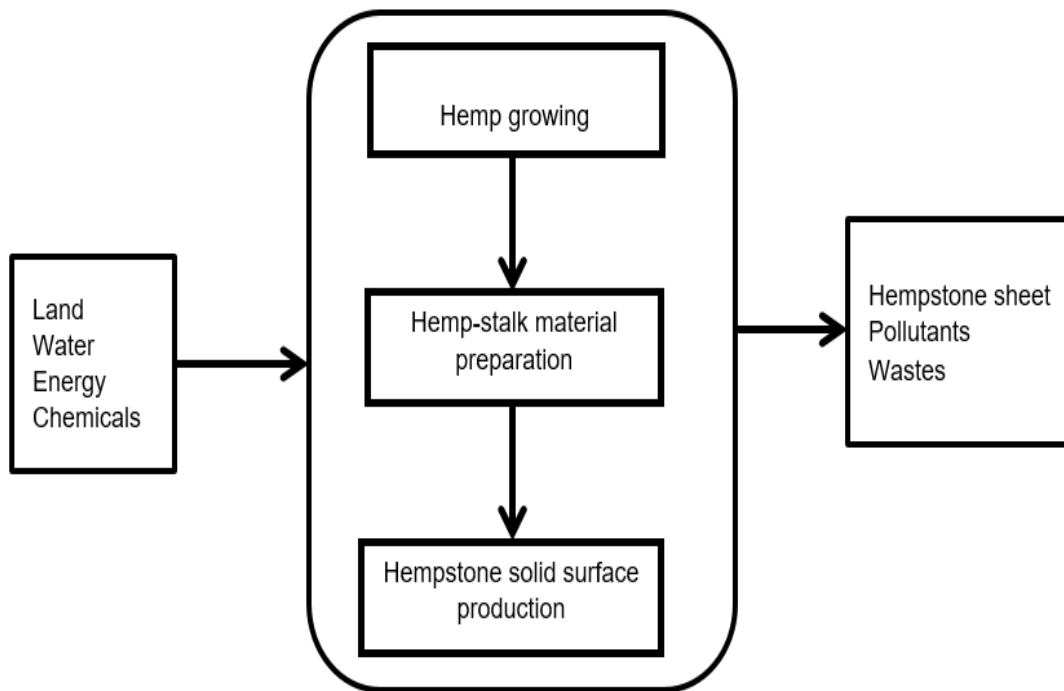 Hemp growing
Land
Water
Energy
Chemicals
Hemp-stalk material
preparation
Hempstone solid surface
production
Hempstone sheet
Pollutants
Wastes